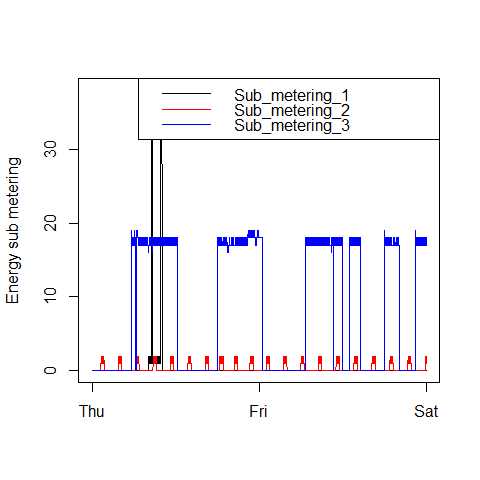 Sub_metering_1
Sub_metering_2
Sub_metering_3
Energy sub metering
30
20
10
0
Thu Fri Sat